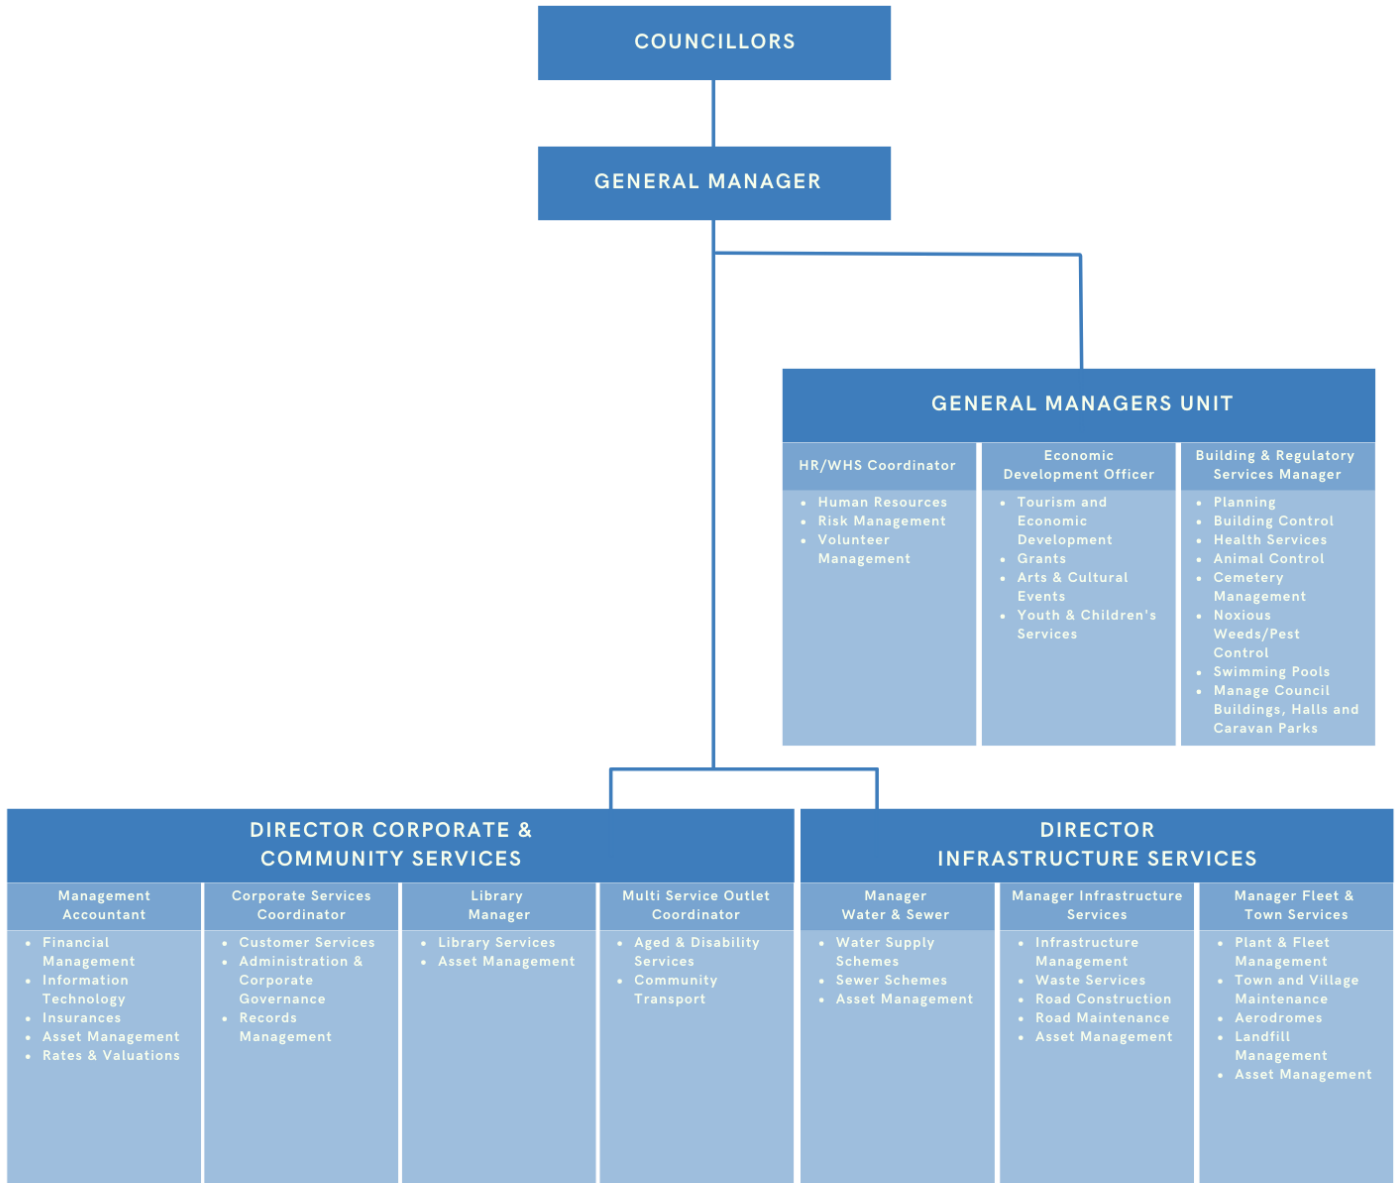 COUNCILLORS
GENERAL MANAGER
GENERAL MANAGERS UNIT
HR/WHS Coordinator
• Human Resources
• Risk Management
• Volunteer
Management
Economic
Development Officer
• Tourism and
Economic
Development
• Grants
• Arts & Cultural
Events
• Youth & Children's
Services
Building & Regulatory
Services Manager
• Planning
• Building Control
• Health Services
• Animal Control
• Cemetery
Management
• Noxious
Weeds/Pest
Control
• Swimming Pools
• Manage Council
Buildings, Halls and
Caravan Parks
DIRECTOR CORPORATE &
COMMUNITY SERVICES
Management
Accountant
• Financial
Management
• Information
Technology
• Insurances
• Asset Management
• Rates & Valuations
Corporate Services
Coordinator
• Customer Services
• Administration &
Corporate
Governance
• Records
Management
Library
Manager
• Library Services
• Asset Management
Multi Service Outlet
Coordinator
• Aged & Disability
Services
• Community
Transport
DIRECTOR
INFRASTRUCTURE SERVICES
Manager
Water & Sewer
• Water Supply
Schemes
• Sewer Schemes
• Asset Management
Manager Infrastructure
Services
• Infrastructure
Management
• Waste Services
• Road Construction
• Road Maintenance
• Asset Management
Manager Fleet &
Town Services
• Plant & Fleet
Management
• Town and Village
Maintenance
• Aerodromes
• Landfill
Management
• Asset Management